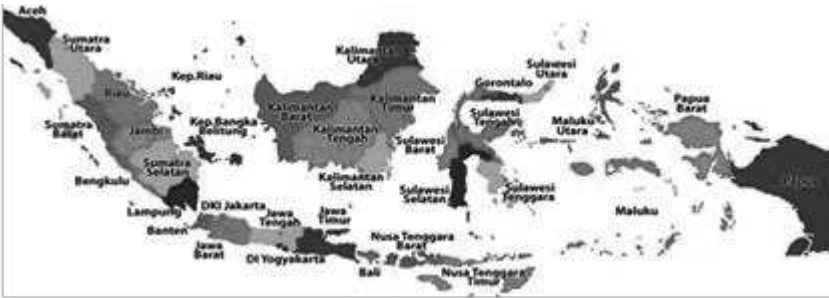 Aceh
Sumatra
Utara
Riau
Kep.Riau
Sumatra
Barat
Jambi
Kep.Bangka
Belitung
Sumatra
Selatan
Bengkulu
Lampung
Banten
DKI Jakarta
Jawa
Barat
Jawa
Tengah
DI Yogyakarta
Jawa
Timur
Bali
Nusa Tenggara
Barat
Nusa Tenggara
Timur
Kalimantan
Utara
Kalimantan
Barat
Kalimantan
Timur
Kalimantan
Tengah
Kalimantan
Selatan
Gorontalo
Sulawesi
Utara
Sulawesi
Tengah
Sulawesi
Barat
Sulawesi
Selatan
Sulawesi
Tenggara
Maluku
Utara
Maluku
Papua
Barat
Papua